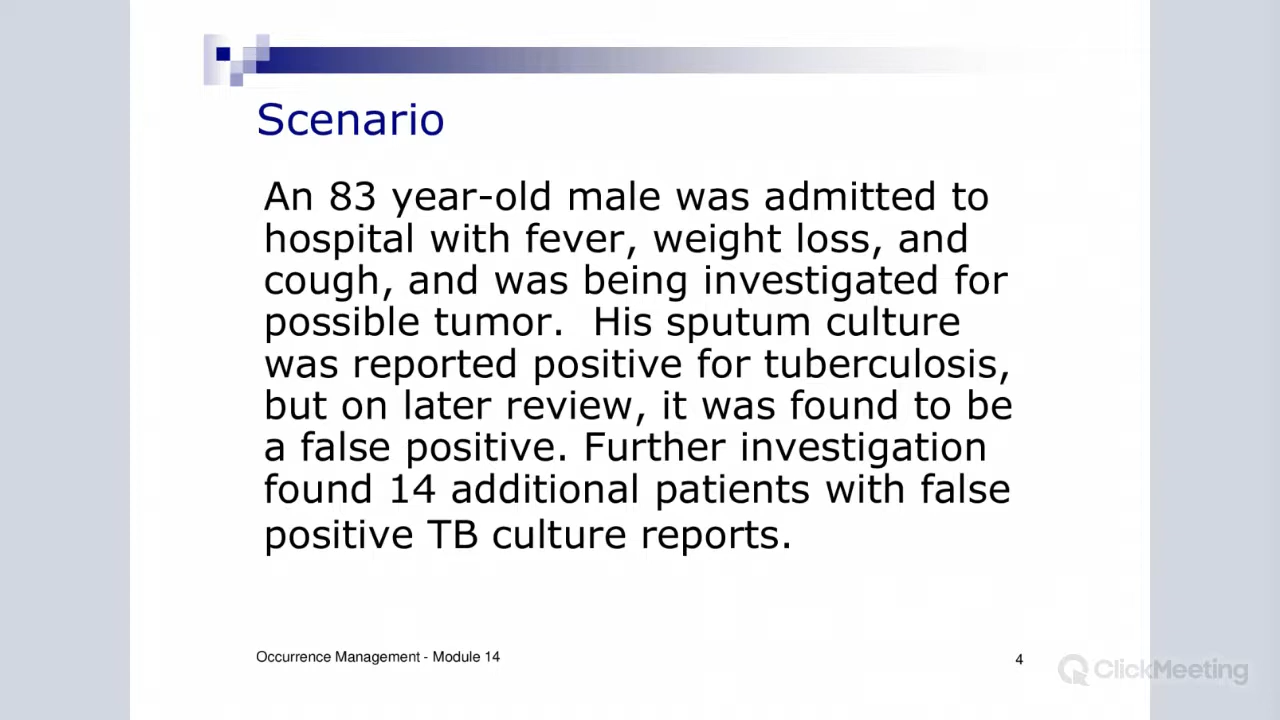 Scenario
An 83 year-old male was admitted to
hospital with fever, weight loss, and
cough, and was being investigated for
possible tumor.  His sputum culture
was reported positive for tuberculosis,
but on later review, it was found to be
a false positive. Further investigation
found 14 additional patients with false
positive TB culture reports.
Occurrence Management - Module 14
4
ClickMeeting